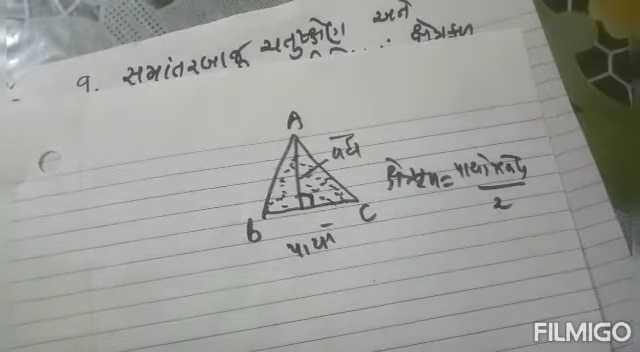 ૧. સમાંતરબાજૂ ચતુષ્કોણ અને ક્ષેત્રફળ
A
વેધ
ક્ષેત્રફળ = પાયો × વેધ
2
B
C
પાયો
FILMIGO